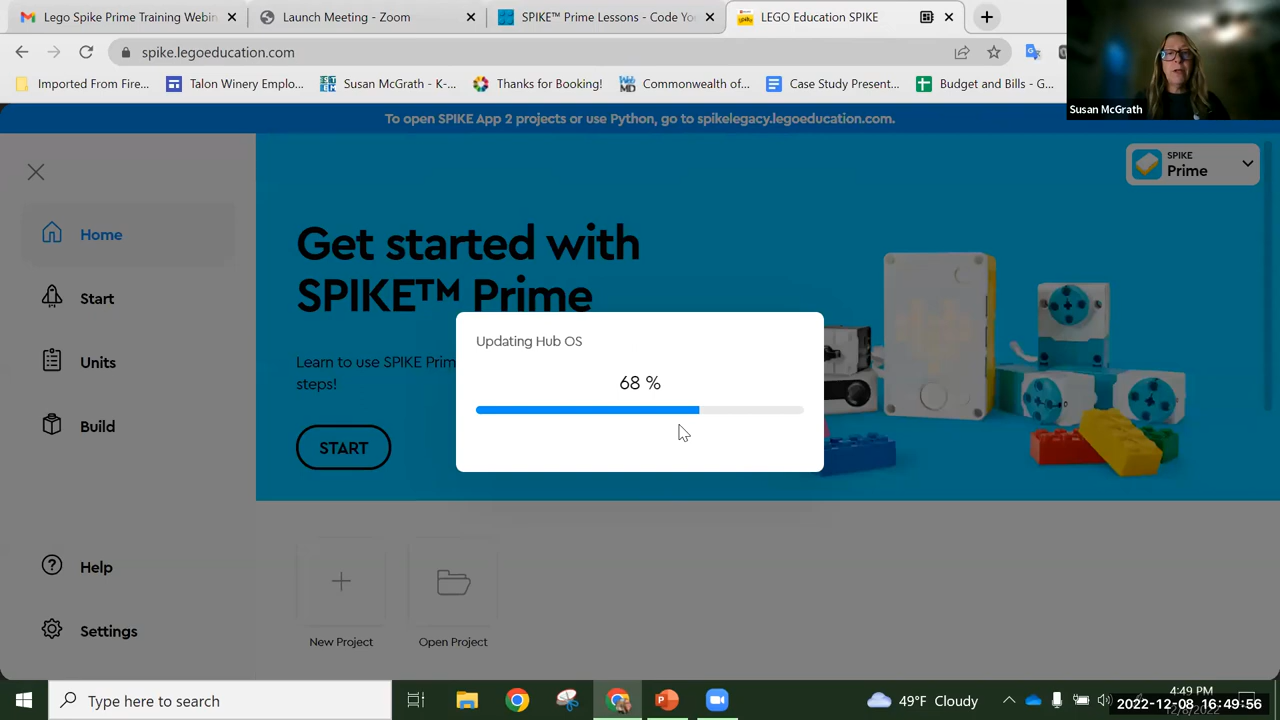 Lego Spike Prime Training Webin
Launch Meeting - Zoom
SPIKE™ Prime Lessons - Code Yo
LEGO Education SPIKE
spike.legoeducation.com
Imported From Fire...
Talon Winery Emplo...
Susan McGrath - K-...
Thanks for Booking!
Commonwealth of...
Case Study Present...
Budget and Bills - G...
Susan McGrath
To open SPIKE App 2 projects or use Python, go to spikelegacy.legoeducation.com.
SPIKE
Prime
Home
Start
Units
Build
Help
Settings
Get started with
SPIKE™ Prime
Learn to use SPIKE Prim
steps!
START
Updating Hub OS
68 %
New Project
Open Project
Type here to search
49°F Cloudy
4:49 PM
2022-12-08 16:49:56